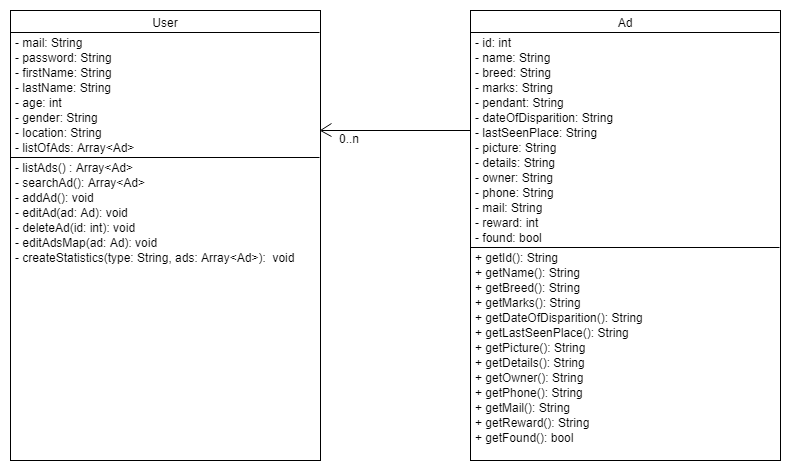 User
- mail: String
- password: String
- firstName: String
- lastName: String
- age: int
- gender: String
- location: String
- listOfAds: Array<Ad>
- listAds() : Array<Ad>
- searchAd(): Array<Ad>
- addAd(): void
- editAd(ad: Ad): void
- deleteAd(id: int): void
- editAdsMap(ad: Ad): void
- createStatistics(type: String, ads: Array<Ad>):  void
0..n
Ad
- id: int
- name: String
- breed: String
- marks: String
- pendant: String
- dateOfDisparition: String
- lastSeenPlace: String
- picture: String
- details: String
- owner: String
- phone: String
- mail: String
- reward: int
- found: bool
+ getId(): String
+ getName(): String
+ getBreed(): String
+ getMarks(): String
+ getDateOfDisparition(): String
+ getLastSeenPlace(): String
+ getPicture(): String
+ getDetails(): String
+ getOwner(): String
+ getPhone(): String
+ getMail(): String
+ getReward(): String
+ getFound(): bool